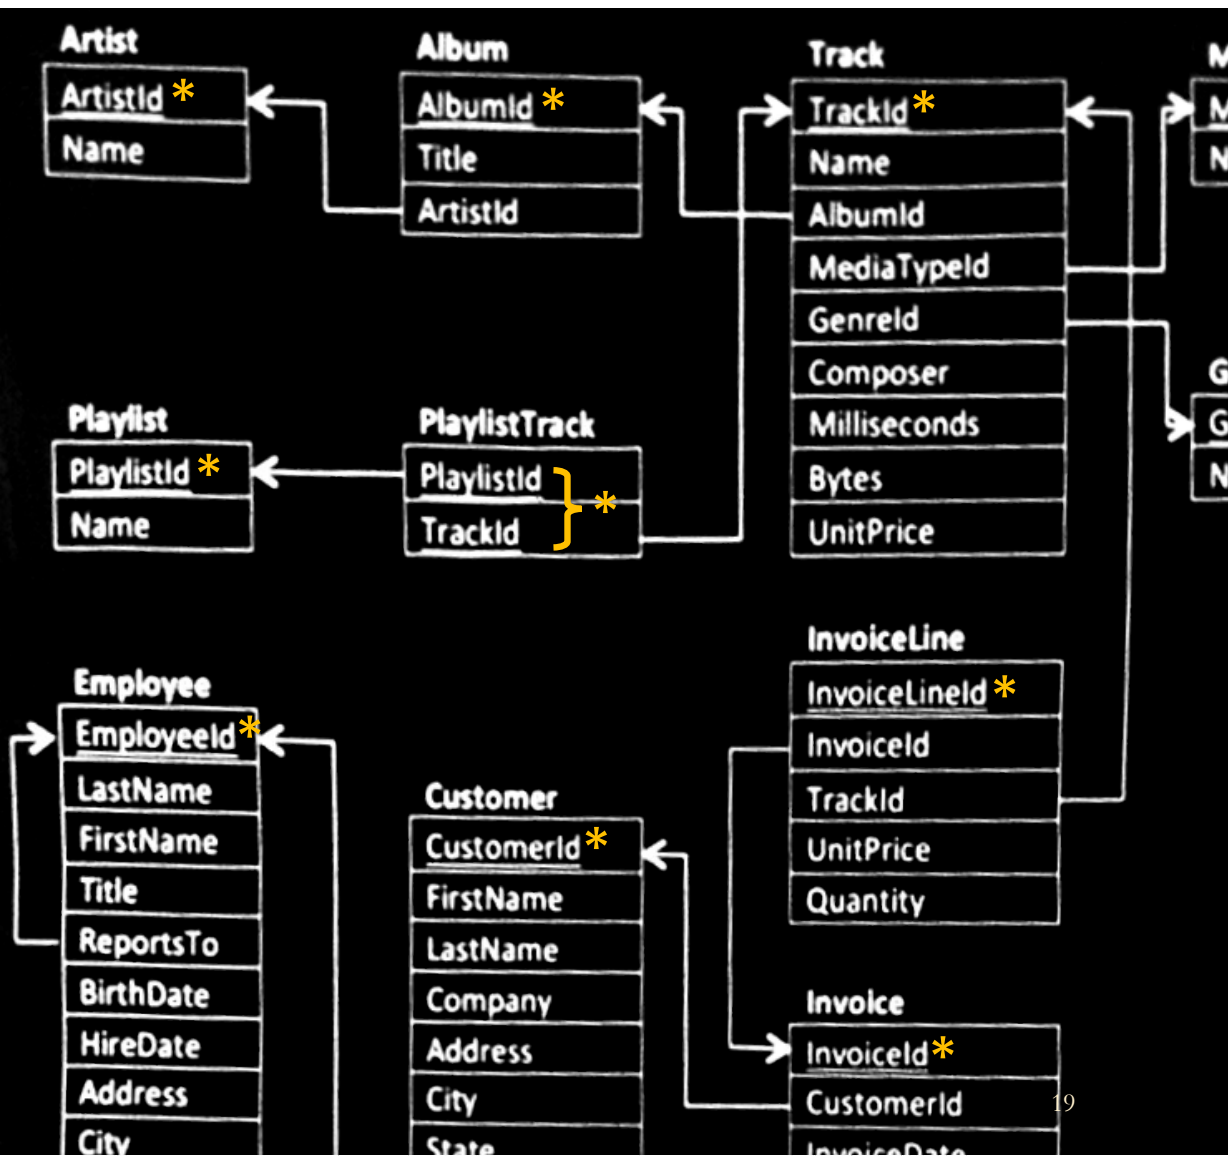 Artist
ArtistId *
Name
Album
AlbumId *
Title
ArtistId
Track
TrackId *
Name
AlbumId
MediaTypeId
GenreId
Composer
Milliseconds
Bytes
UnitPrice
M
M
N
G
G
N
Playlist
PlaylistId *
Name
PlaylistTrack
PlaylistId
TrackId
} *
Employee
EmployeeId *
LastName
FirstName
Title
ReportsTo
BirthDate
HireDate
Address
City
Customer
CustomerId *
FirstName
LastName
Company
Address
City
State
InvoiceLine
InvoiceLineId *
InvoiceId
TrackId
UnitPrice
Quantity
Invoice
InvoiceId *
CustomerId
InvoiceDate
19